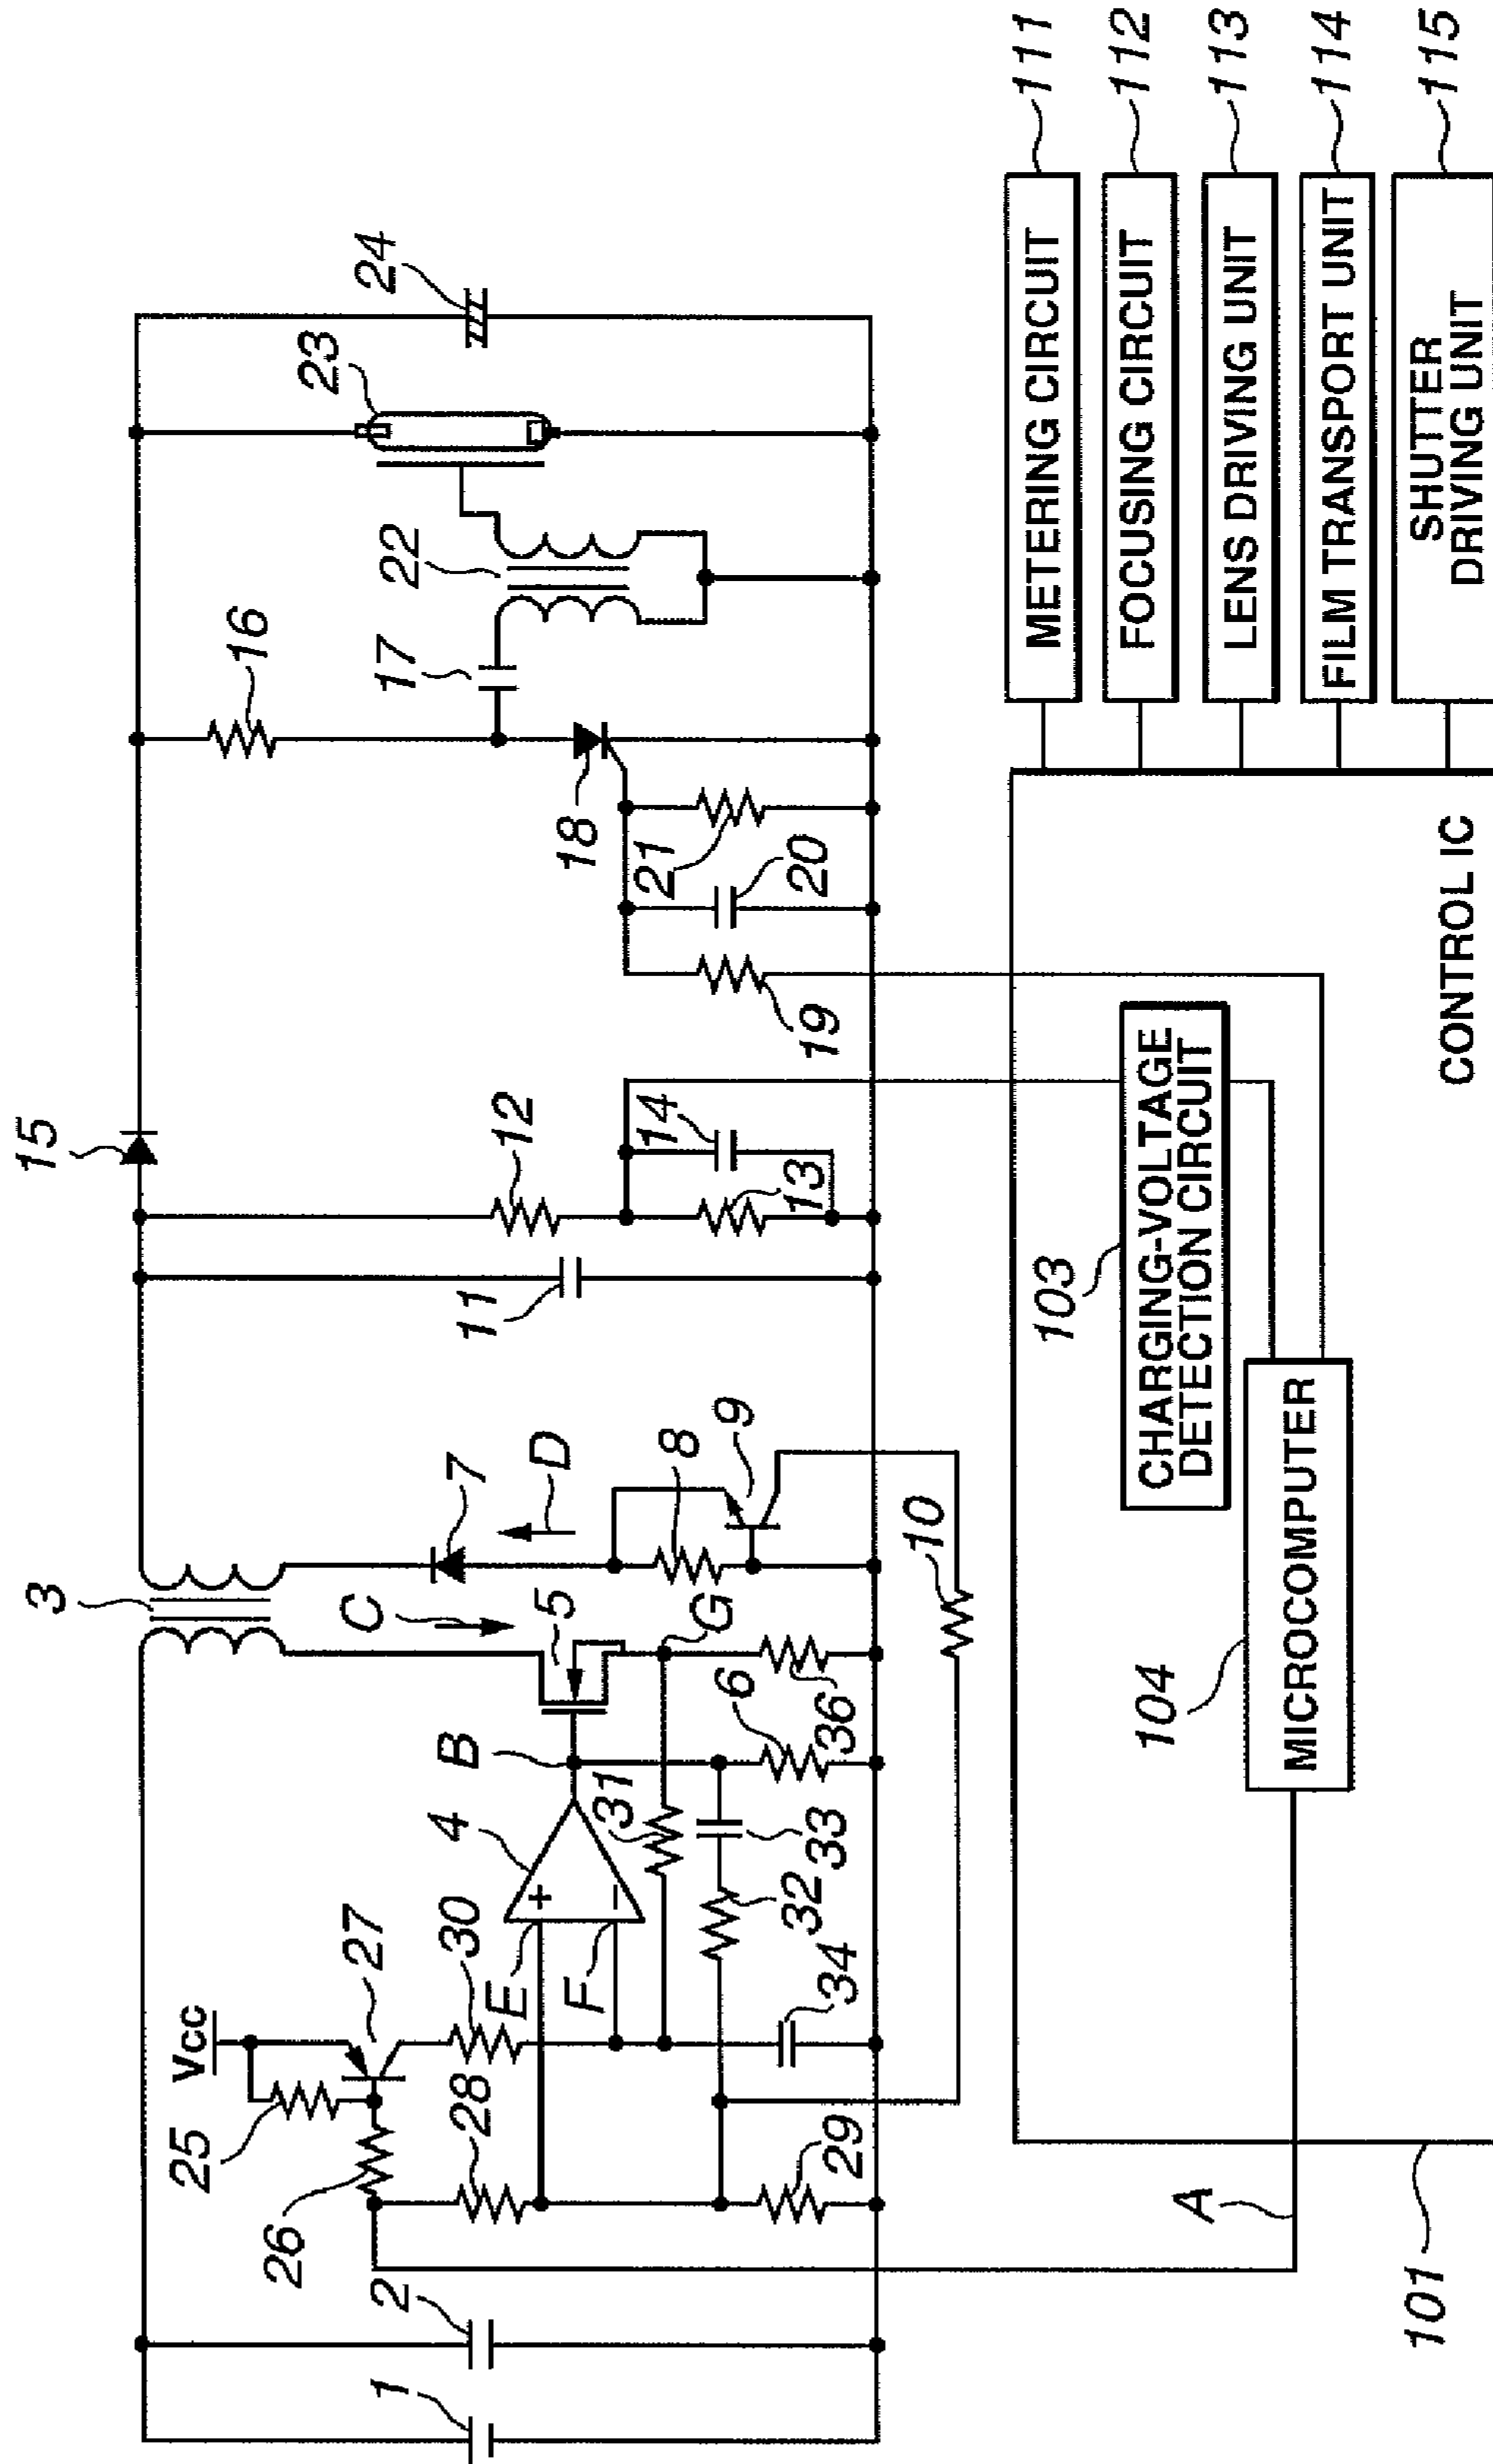 15
3
C
7
D
8
9
10
11
12
13
14
16
17
18
19
20
21
22
23
24
Vcc
25
26
27
28
29
30
E
F
4
B
5
G
31
32
33
34
6
36
1
2
A
101
103
CHARGING-VOLTAGE
DETECTION CIRCUIT
104
MICROCOMPUTER
CONTROL IC
METERING CIRCUIT
111
FOCUSING CIRCUIT
112
LENS DRIVING UNIT
113
FILM TRANSPORT UNIT
114
SHUTTER
DRIVING UNIT
115
+
−